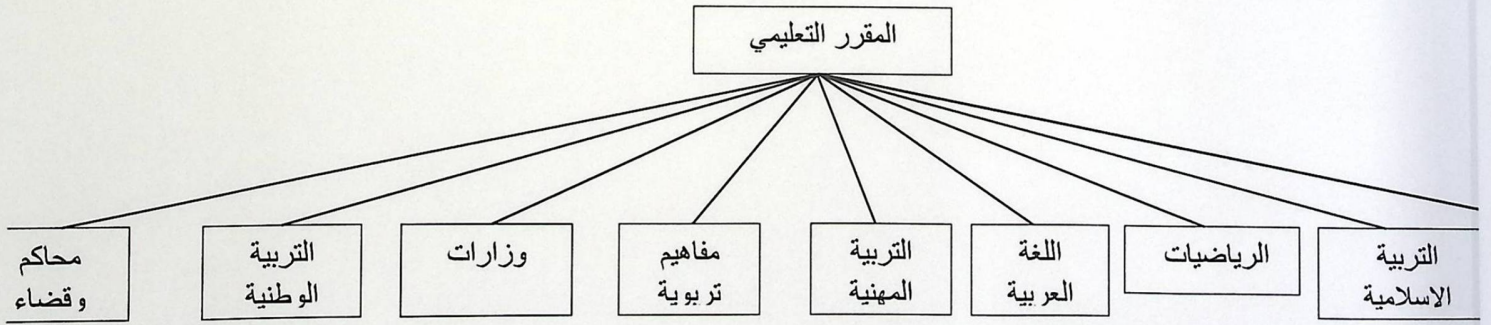 المقرر التعليمي
التربية
الاسلامية
الرياضيات
اللغة
العربية
التربية
المهنية
مفاهيم
تربوية
وزارات
التربية
الوطنية
محاكم
وقضاء